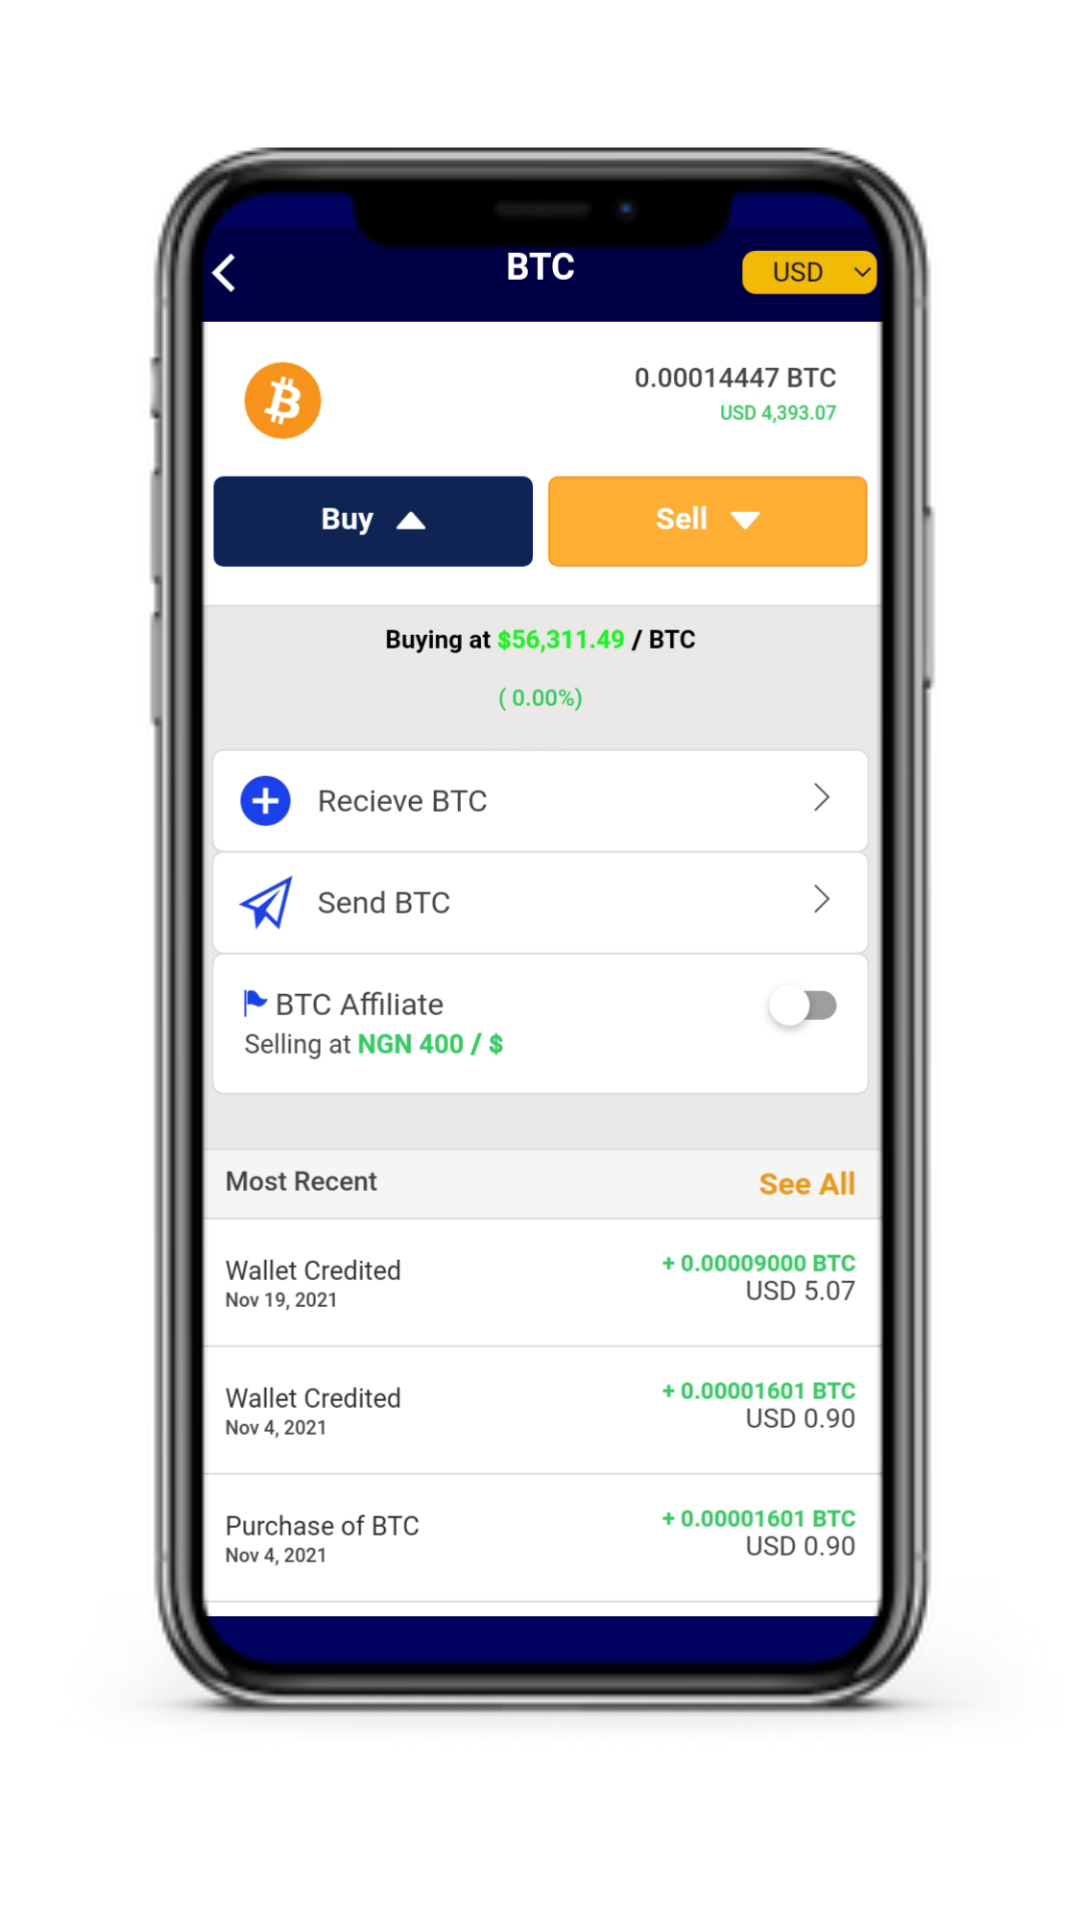 BTC
USD
0.00014447 BTC
USD 4,393.07
Buy
Sell
Buying at $56,311.49 / BTC
( 0.00%)
Recieve BTC
Send BTC
BTC Affiliate
Selling at NGN 400 / $
Most Recent
See All
Wallet Credited
+ 0.00009000 BTC
Nov 19, 2021
USD 5.07
Wallet Credited
+ 0.00001601 BTC
Nov 4, 2021
USD 0.90
Purchase of BTC
+ 0.00001601 BTC
Nov 4, 2021
USD 0.90